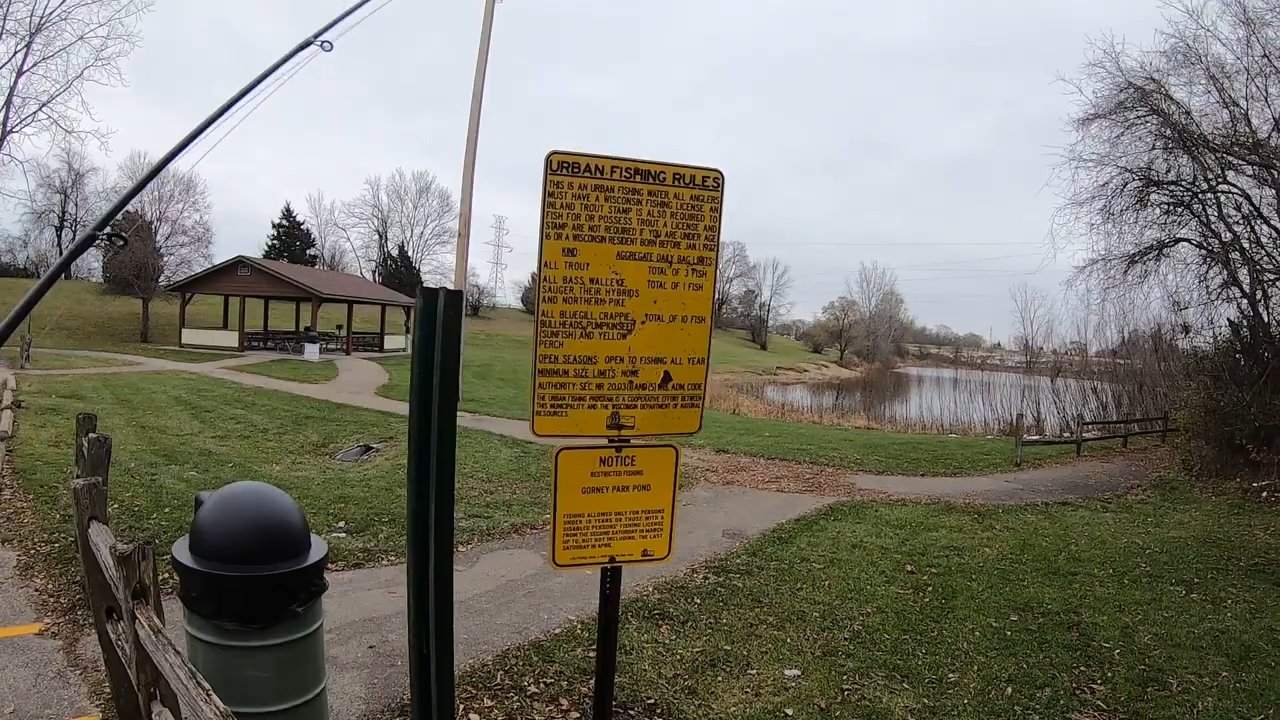 URBAN FISHING RULES
THIS IS AN URBAN FISHING WATER. ALL ANGLERS
MUST HAVE A WISCONSIN FISHING LICENSE. AN
INLAND TROUT STAMP IS ALSO REQUIRED TO
FISH FOR OR POSSESS TROUT. A LICENSE AND
STAMP ARE NOT REQUIRED IF YOU ARE UNDER AGE
16 OR A WISCONSIN RESIDENT BORN BEFORE JAN. 1, 1927
KIND: AGGREGATE DAILY BAG LIMITS:
ALL TROUT TOTAL OF 3 FISH
ALL BASS, WALLEYE, TOTAL OF 1 FISH
SAUGER, THEIR HYBRIDS
AND NORTHERN PIKE
ALL BLUEGILL, CRAPPIE, TOTAL OF 10 FISH
BULLHEADS, PUMPKINSEED
(SUNFISH) AND YELLOW
PERCH
OPEN SEASONS: OPEN TO FISHING ALL YEAR
MINIMUM SIZE LIMITS: NONE
AUTHORITY: SEC. NR 20.03 AND(5) WIS. ADM. CODE
THE URBAN FISHING PROGRAM IS A COOPERATIVE EFFORT BETWEEN
THIS MUNICIPALITY AND THE WISCONSIN DEPARTMENT OF NATURAL
RESOURCES.
NOTICE
RESTRICTED FISHING
GORNEY PARK POND
FISHING ALLOWED ONLY FOR PERSONS
UNDER 16 YEARS OR THOSE WITH A
DISABLED PERSONS' FISHING LICENSE
FROM THE SECOND SATURDAY IN MARCH
UP TO, BUT NOT INCLUDING, THE LAST
SATURDAY IN APRIL.